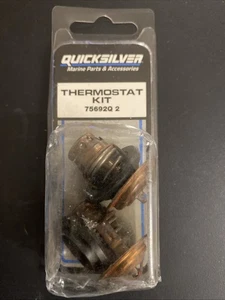 QUICKSILVER
Marine Parts & Accessories
THERMOSTAT
KIT
75692Q 2